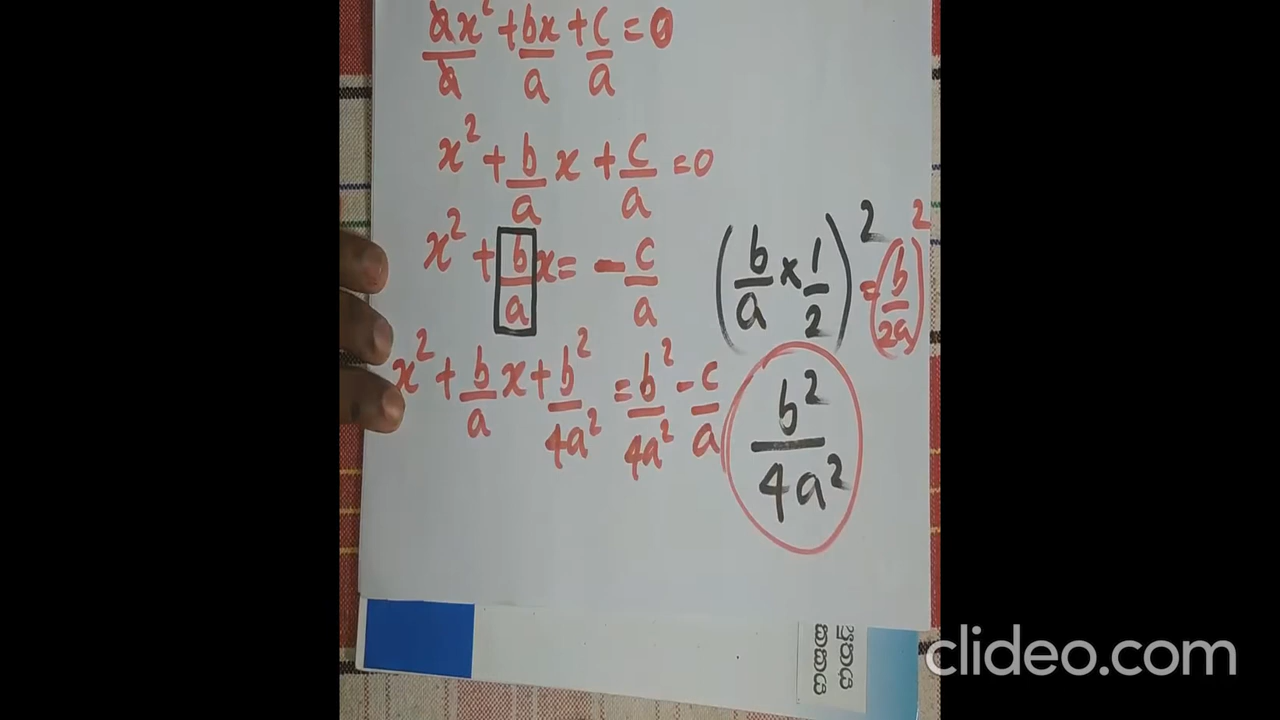 ax²/a + bx/a + c/a = 0
x² + b/a x + c/a = 0
x² + b/a x = - c/a
x² + b/a x + b²/4a² = b²/4a² - c/a
(b/a × 1/2)² = (b/2a)²
b²/4a²
clideo.com